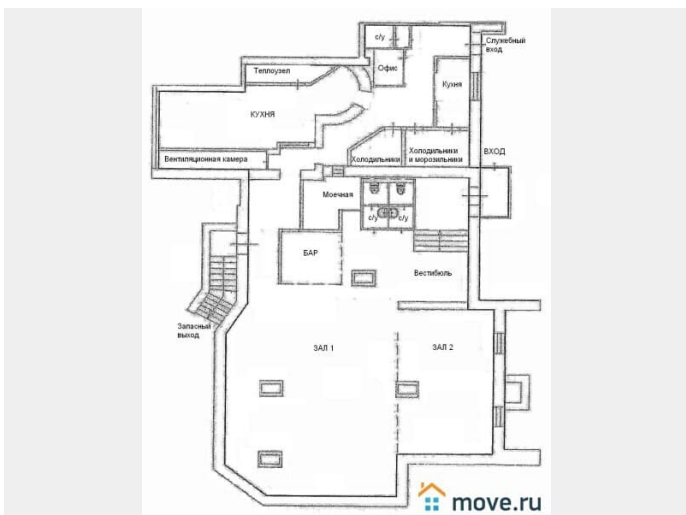 с/у
Служебный
вход
Офис
Теплоузел
Кухня
КУХНЯ
Вентиляционная камера
Холодильники
Холодильники
и морозильники
ВХОД
Моечная
с/у
с/у
БАР
Вестибюль
Запасный
выход
ЗАЛ 1
ЗАЛ 2
move.ru